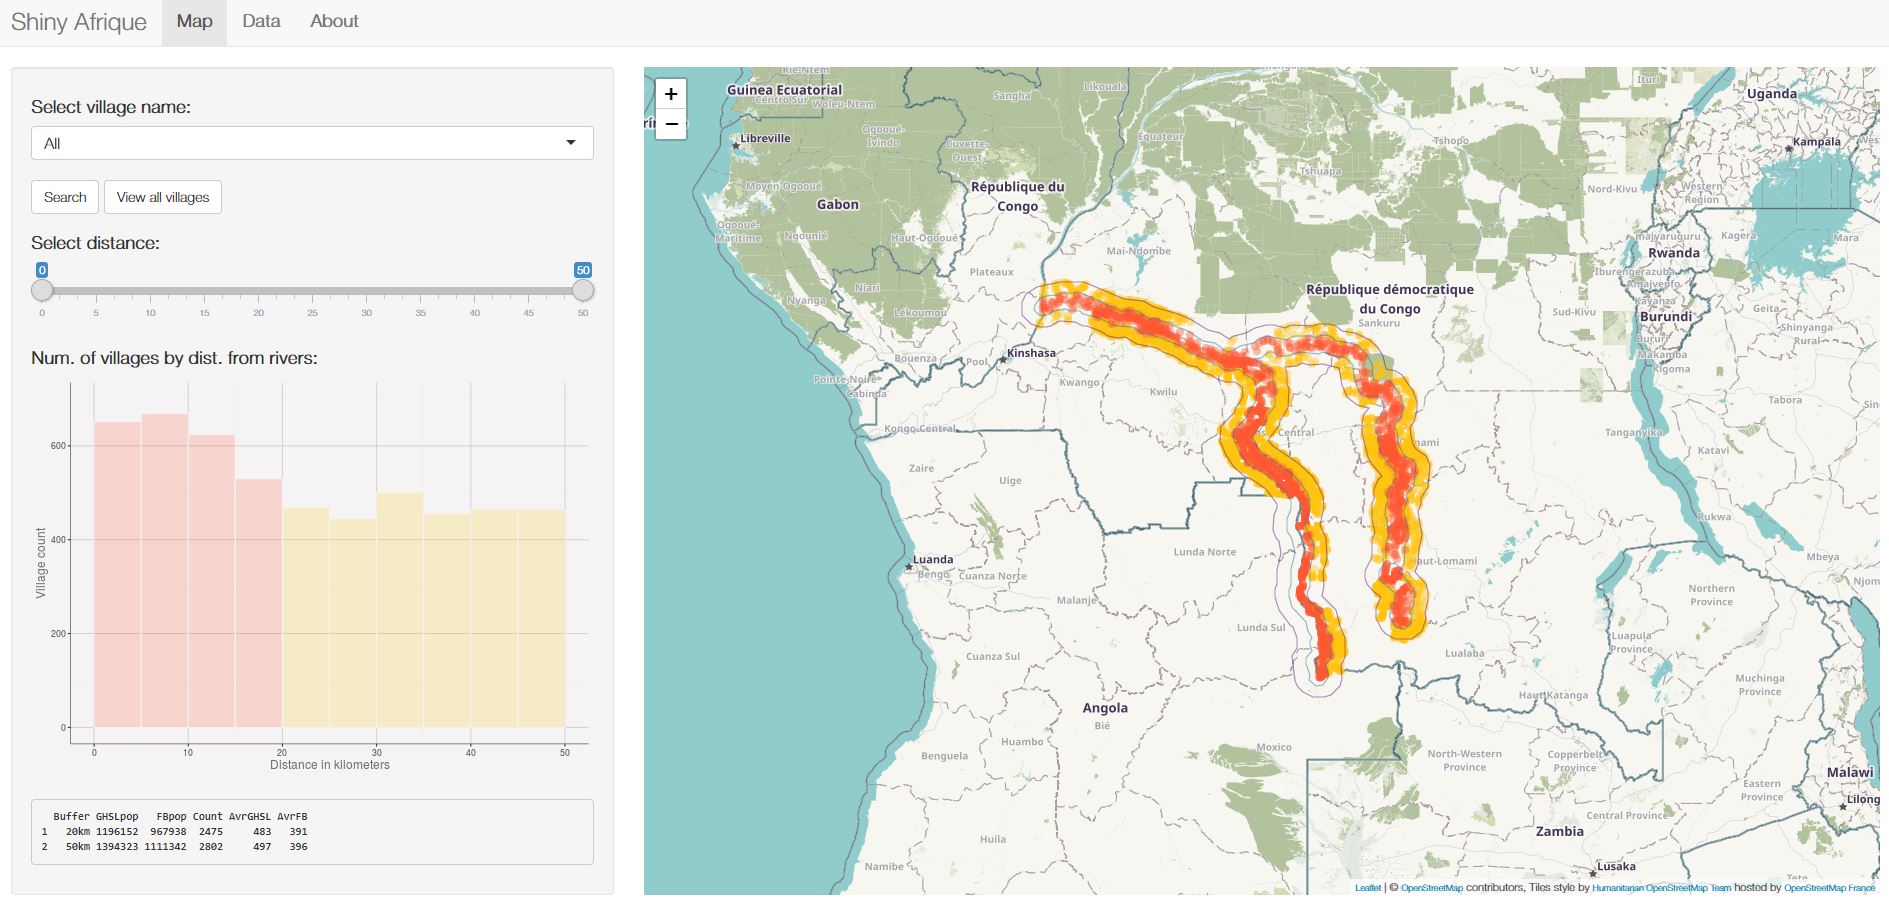 Shiny Afrique Map Data About
Select village name:
All
Search View all villages
Select distance:
0 50
0 5 10 15 20 25 30 35 40 45 50
Num. of villages by dist. from rivers:
600
400
200
0
Village count
0 10 20 30 40 50
Distance in kilometers
Buffer GHSLpop FBpop Count AvrGHSL AvrFB
1 20km 1196152 967938 2475 483 391
2 50km 1394323 1111342 2802 497 396
+
−
Kie-Ntem
Guinea Ecuatorial
Centro Sur
Woleu-Ntem
Sangha
Likouala
Ituri
Uganda
Libreville
Ogooué-
Ivindo
Cuvette-
Ouest
Équateur
Tshopo
Kampala
Moyen-Ogooué
Gabon
République du
Congo
Tshuapa
Nord-Kivu
Western
Region
Ogooué-
Maritime
Ngounié
Haut-Ogooué
Mai-Ndombe
Kagera
Mara
Rwanda
Plateaux
Niari
Nyanga
Lékoumou
République démocratique
du Congo
Sankuru
Sud-Kivu
Burundi
Bururi
Makamba
Kigoma
Geita
Shinyanga
Rural
Bouenza
Pool
Kinshasa
Pointe-Noire
Cabinda
Kwango
Kwilu
Tabora
Kongo-Central
Central
Tanganyika
Katavi
Zaire
Uige
Rukwa
Luanda
Bengo
Cuanza Norte
Lunda Norte
Haut-Lomami
Mbeya
Njom
Malanje
Northern
Province
Lunda Sul
Luapula
Province
Cuanza Sul
Lualaba
Muchinga
Province
Haut-Katanga
Angola
Bié
Huambo
Benguela
Moxico
North-Western
Province
Copperbelt
Province
Malawi
Eastern
Province
Lilong
Central Province
Zambia
Huíla
Namibe
Lusaka
Tete
Leaflet | © OpenStreetMap contributors, Tiles style by Humanitarian OpenStreetMap Team hosted by OpenStreetMap France